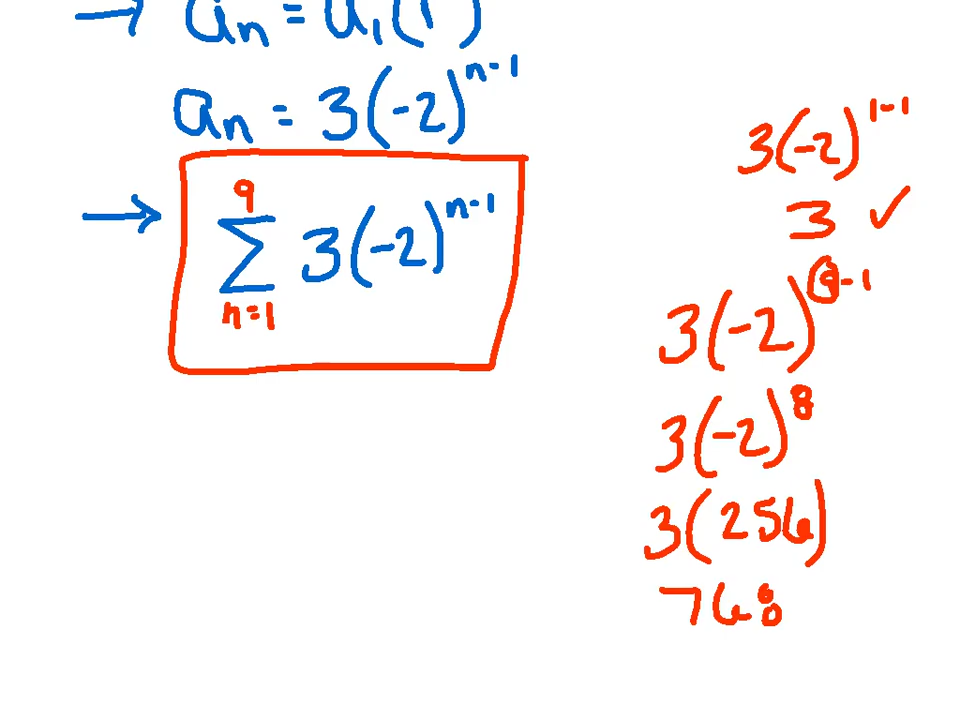 → aₙ = a₁(r)
aₙ = 3(-2)ⁿ⁻¹
→ 9
∑ 3(-2)ⁿ⁻¹
n=1
3(-2)¹⁻¹
3 ✓
3(-2)⁹⁻¹
3(-2)⁸
3(256)
768